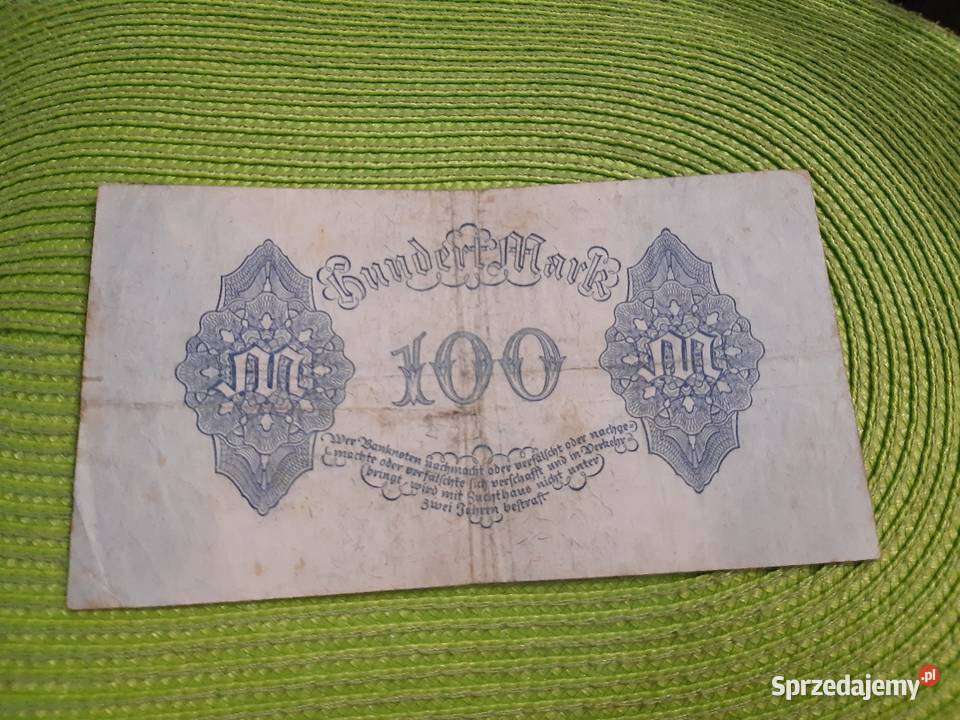 Hundert Mark
M
100
M
Wer Banknoten nachmacht oder verfälscht oder nachge-
machte oder verfälschte sich verschafft und in Verkehr
bringt, wird mit Zuchthaus nicht unter
zwei Jahren bestraft
Sprzedajemy.pl